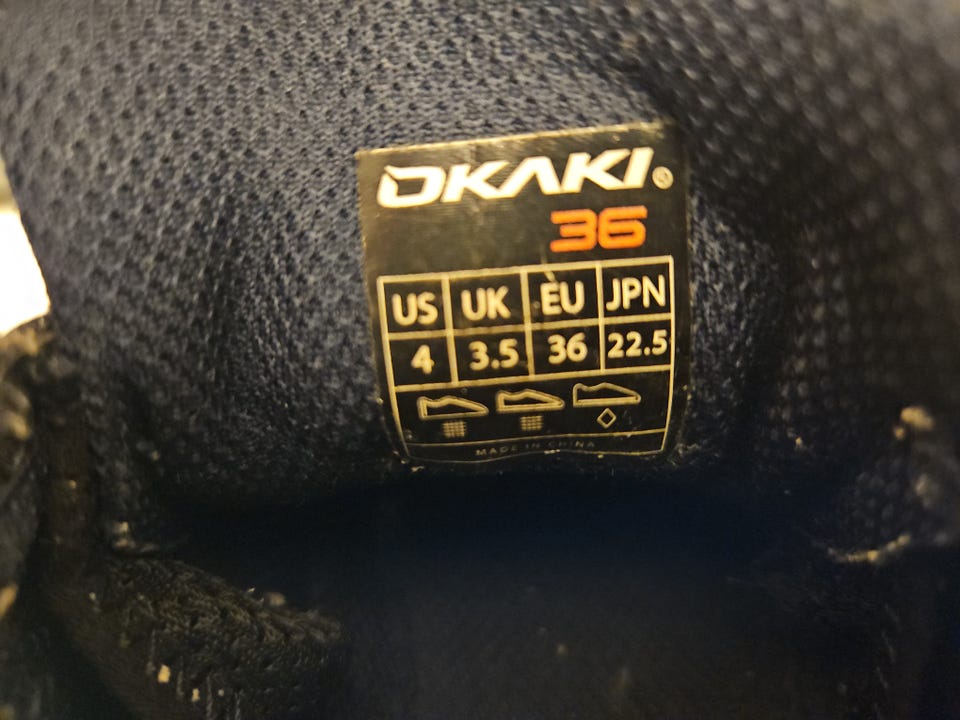 OKAKI®
36
US UK EU JPN
4 3.5 36 22.5
MADE IN CHINA